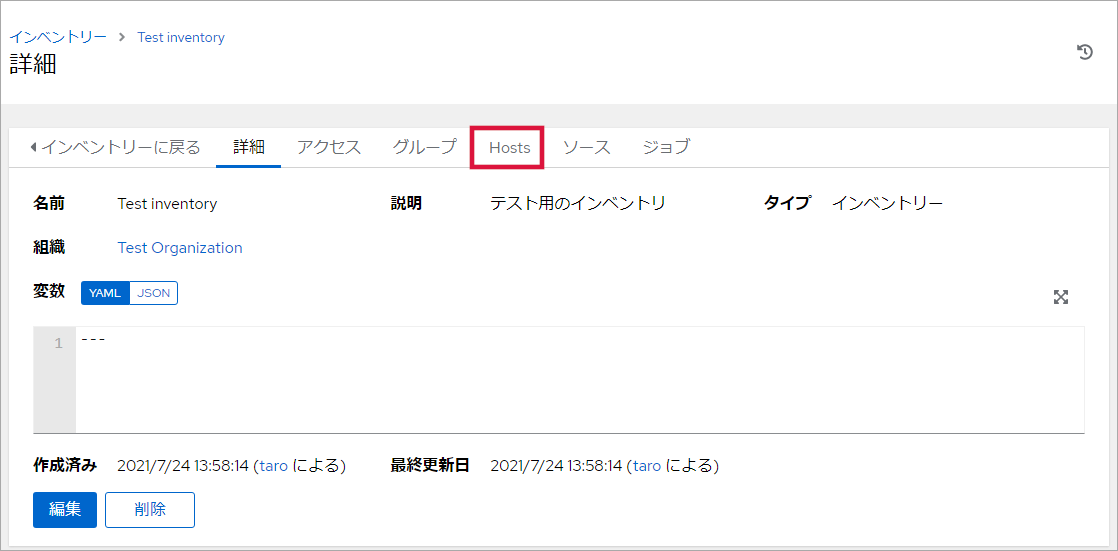 インベントリー > Test inventory
詳細
インベントリーに戻る 詳細 アクセス グループ Hosts ソース ジョブ
名前 Test inventory 説明 テスト用のインベントリ タイプ インベントリー
組織 Test Organization
変数 YAML JSON
1 ---
作成済み 2021/7/24 13:58:14 (taro による) 最終更新日 2021/7/24 13:58:14 (taro による)
編集 削除